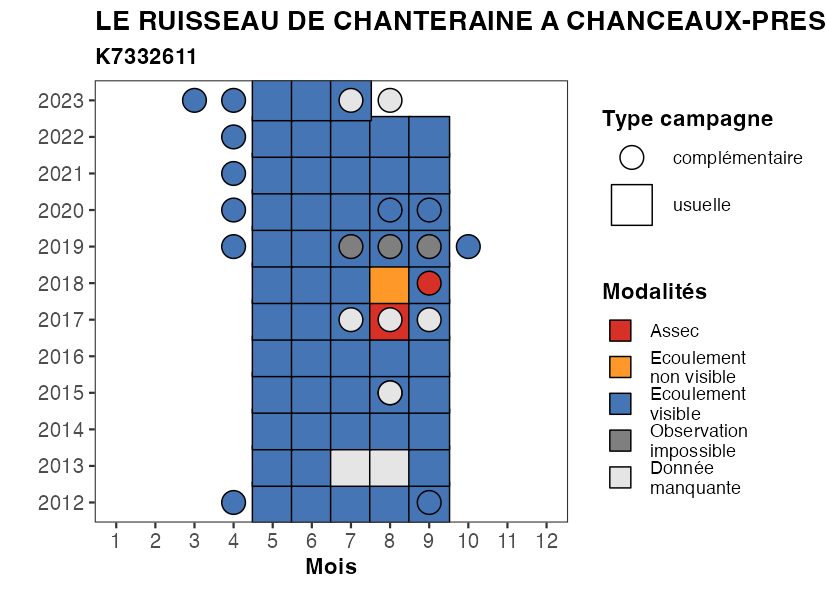 LE RUISSEAU DE CHANTERAINE A CHANCEAUX-PRES
K7332611
2023
2022
2021
2020
2019
2018
2017
2016
2015
2014
2013
2012
1 2 3 4 5 6 7 8 9 10 11 12
Mois
Type campagne
complémentaire
usuelle
Modalités
Assec
Ecoulement
non visible
Ecoulement
visible
Observation
impossible
Donnée
manquante